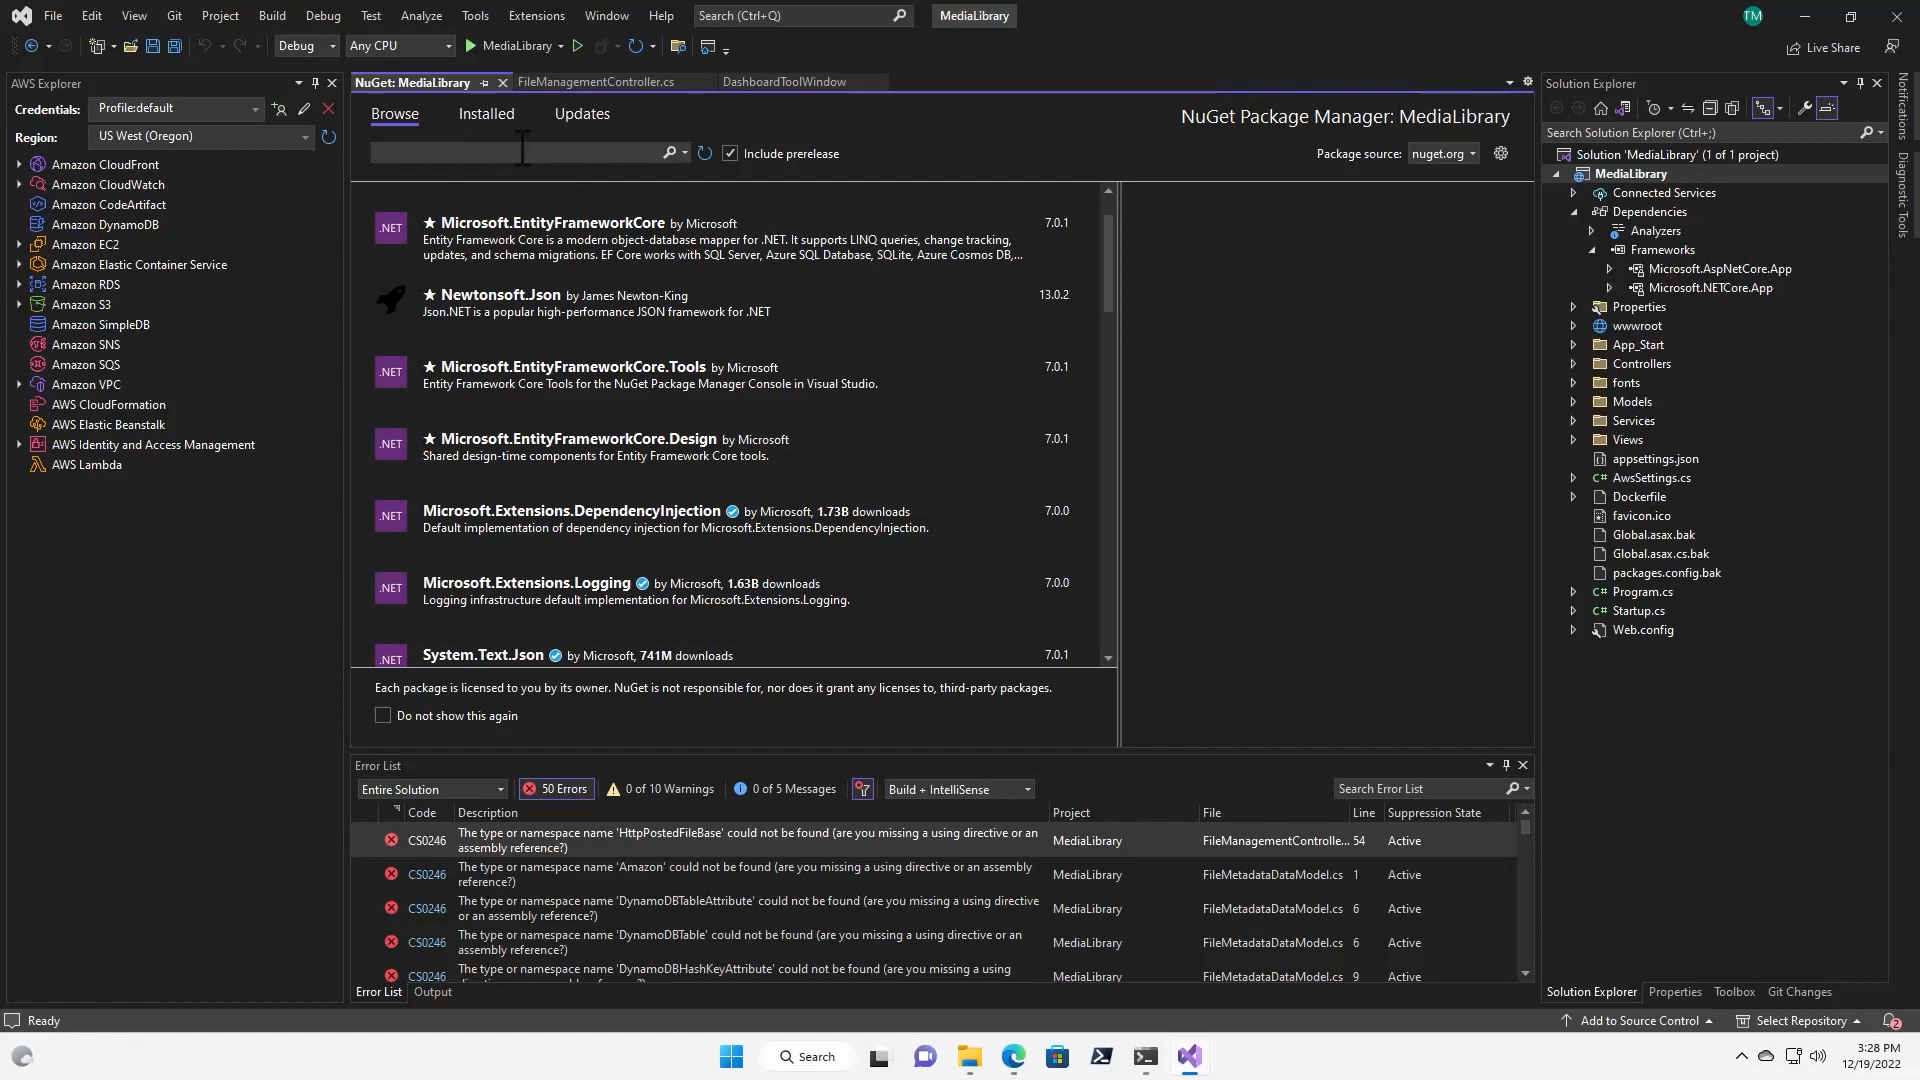 File Edit View Git Project Build Debug Test Analyze Tools Extensions Window Help Search (Ctrl+Q) MediaLibrary TM
Debug Any CPU MediaLibrary Live Share
AWS Explorer
Credentials: Profile:default
Region: US West (Oregon)
Amazon CloudFront
Amazon CloudWatch
Amazon CodeArtifact
Amazon DynamoDB
Amazon EC2
Amazon Elastic Container Service
Amazon RDS
Amazon S3
Amazon SimpleDB
Amazon SNS
Amazon SQS
Amazon VPC
AWS CloudFormation
AWS Elastic Beanstalk
AWS Identity and Access Management
AWS Lambda
NuGet: MediaLibrary FileManagementController.cs DashboardToolWindow
Browse Installed Updates
NuGet Package Manager: MediaLibrary
Include prerelease
Package source: nuget.org
.NET
Microsoft.EntityFrameworkCore by Microsoft 7.0.1
Entity Framework Core is a modern object-database mapper for .NET. It supports LINQ queries, change tracking,
updates, and schema migrations. EF Core works with SQL Server, Azure SQL Database, SQLite, Azure Cosmos DB,...
Newtonsoft.Json by James Newton-King 13.0.2
Json.NET is a popular high-performance JSON framework for .NET
.NET
Microsoft.EntityFrameworkCore.Tools by Microsoft 7.0.1
Entity Framework Core Tools for the NuGet Package Manager Console in Visual Studio.
.NET
Microsoft.EntityFrameworkCore.Design by Microsoft 7.0.1
Shared design-time components for Entity Framework Core tools.
.NET
Microsoft.Extensions.DependencyInjection by Microsoft, 1.73B downloads 7.0.0
Default implementation of dependency injection for Microsoft.Extensions.DependencyInjection.
.NET
Microsoft.Extensions.Logging by Microsoft, 1.63B downloads 7.0.0
Logging infrastructure default implementation for Microsoft.Extensions.Logging.
.NET
System.Text.Json by Microsoft, 741M downloads 7.0.1
Each package is licensed to you by its owner. NuGet is not responsible for, nor does it grant any licenses to, third-party packages.
Do not show this again
Error List
Entire Solution 50 Errors 0 of 10 Warnings 0 of 5 Messages Build + IntelliSense Search Error List
Code Description Project File Line Suppression State
CS0246 The type or namespace name 'HttpPostedFileBase' could not be found (are you missing a using directive or an
assembly reference?) MediaLibrary FileManagementControlle... 54 Active
CS0246 The type or namespace name 'Amazon' could not be found (are you missing a using directive or an assembly
reference?) MediaLibrary FileMetadataDataModel.cs 1 Active
CS0246 The type or namespace name 'DynamoDBTableAttribute' could not be found (are you missing a using directive
or an assembly reference?) MediaLibrary FileMetadataDataModel.cs 6 Active
CS0246 The type or namespace name 'DynamoDBTable' could not be found (are you missing a using directive or an
assembly reference?) MediaLibrary FileMetadataDataModel.cs 6 Active
CS0246 The type or namespace name 'DynamoDBHashKeyAttribute' could not be found (are you missing a using
MediaLibrary FileMetadataDataModel.cs 9 Active
Error List Output
Solution Explorer
Search Solution Explorer (Ctrl+;)
Solution 'MediaLibrary' (1 of 1 project)
MediaLibrary
Connected Services
Dependencies
Analyzers
Frameworks
Microsoft.AspNetCore.App
Microsoft.NETCore.App
Properties
wwwroot
App_Start
Controllers
fonts
Models
Services
Views
appsettings.json
C# AwsSettings.cs
Dockerfile
favicon.ico
Global.asax.bak
Global.asax.cs.bak
packages.config.bak
C# Program.cs
C# Startup.cs
Web.config
Solution Explorer Properties Toolbox Git Changes
Notifications
Diagnostic Tools
Ready Add to Source Control Select Repository 2
Search
3:28 PM
12/19/2022